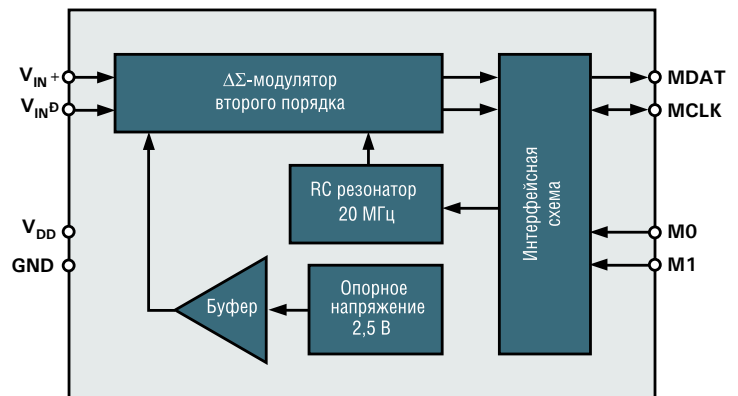 V_IN +
V_IN Đ
V_DD
GND
ΔΣ-модулятор
второго порядка
RC резонатор
20 МГц
Буфер
Опорное
напряжение
2,5 В
Интерфейсная
схема
MDAT
MCLK
M0
M1